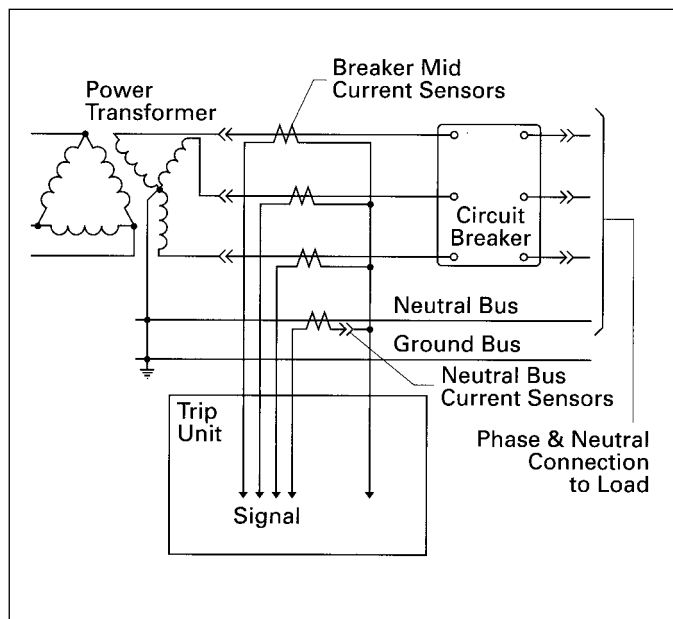 Breaker Mid
Current Sensors
Power
Transformer
Circuit
Breaker
Neutral Bus
Ground Bus
Neutral Bus
Current Sensors
Trip
Unit
Phase & Neutral
Connection
to Load
Signal